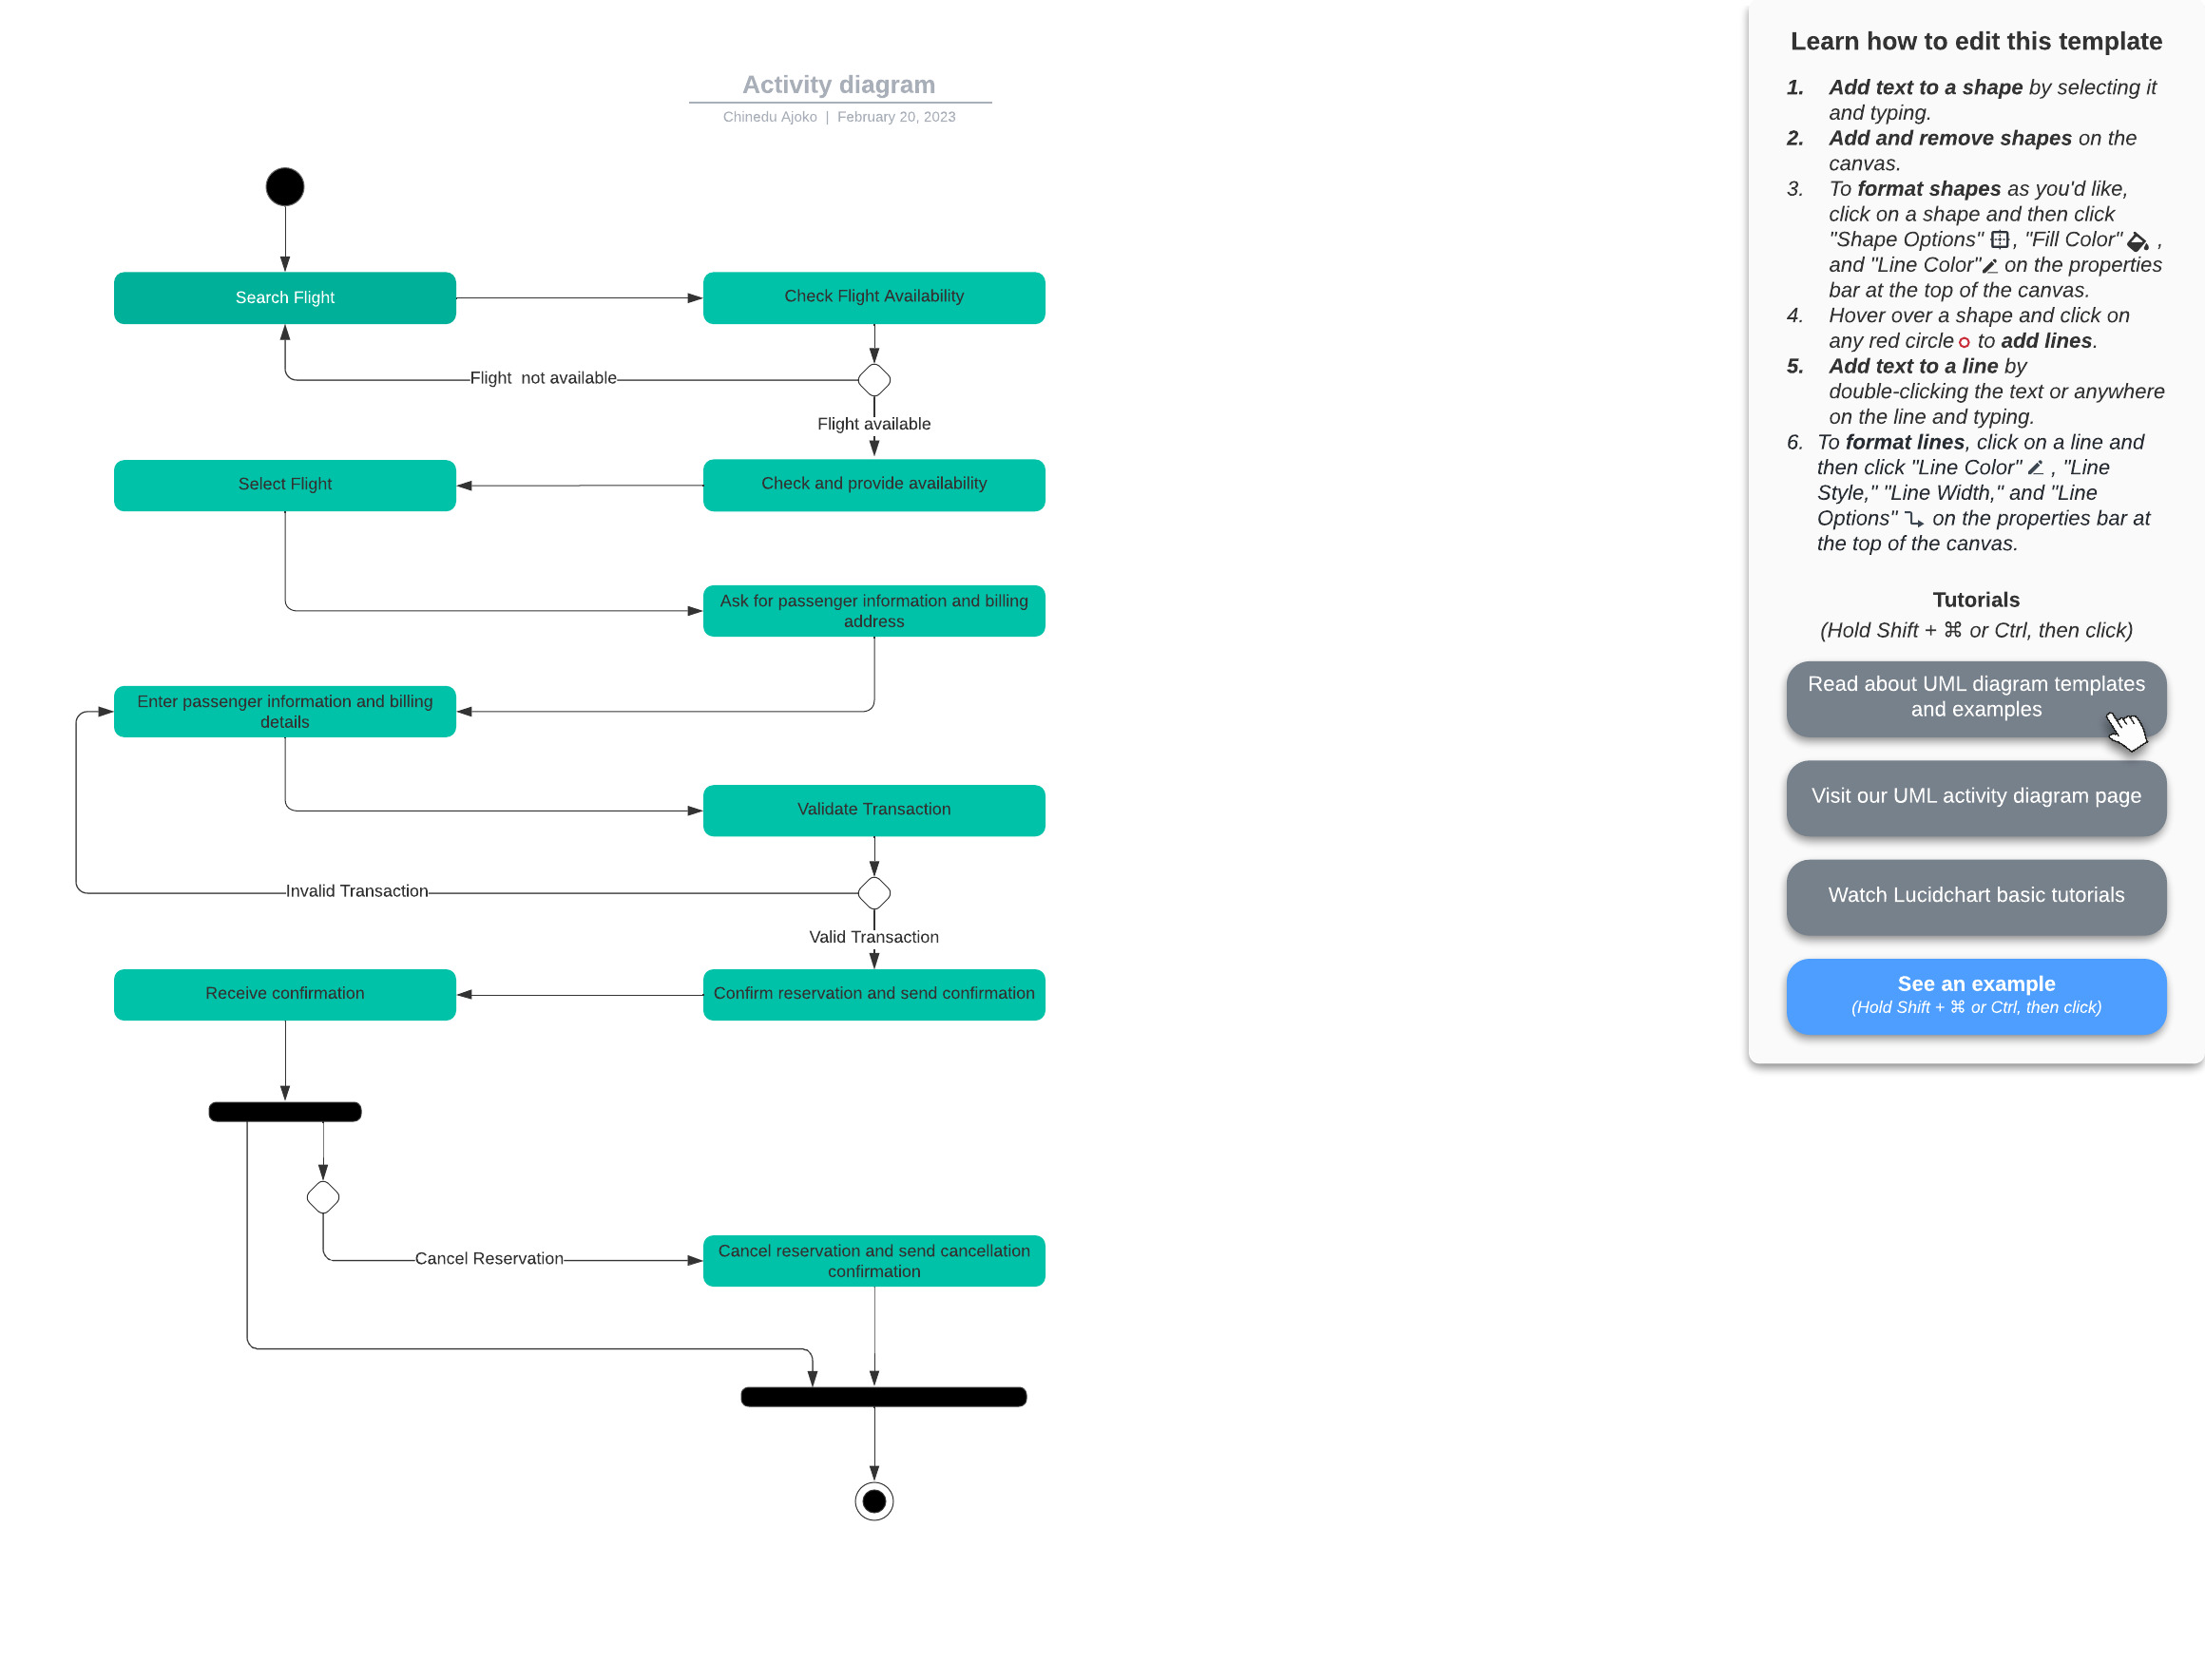 Activity diagram
Chinedu Ajoko | February 20, 2023
Search Flight
Check Flight Availability
Flight  not available
Flight available
Select Flight
Check and provide availability
Ask for passenger information and billing
address
Enter passenger information and billing
details
Validate Transaction
Invalid Transaction
Valid Transaction
Receive confirmation
Confirm reservation and send confirmation
Cancel Reservation
Cancel reservation and send cancellation
confirmation
Learn how to edit this template
1. Add text to a shape by selecting it
and typing.
2. Add and remove shapes on the
canvas.
3. To format shapes as you'd like,
click on a shape and then click
"Shape Options" , "Fill Color" ,
and "Line Color" on the properties
bar at the top of the canvas.
4. Hover over a shape and click on
any red circle to add lines.
5. Add text to a line by
double-clicking the text or anywhere
on the line and typing.
6. To format lines, click on a line and
then click "Line Color" , "Line
Style," "Line Width," and "Line
Options" on the properties bar at
the top of the canvas.
Tutorials
(Hold Shift + ⌘ or Ctrl, then click)
Read about UML diagram templates
and examples
Visit our UML activity diagram page
Watch Lucidchart basic tutorials
See an example
(Hold Shift + ⌘ or Ctrl, then click)